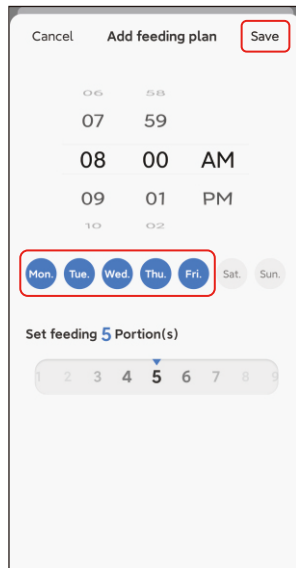 Cancel Add feeding plan Save
06 58
07 59
08 00 AM
09 01 PM
10 02
Mon. Tue. Wed. Thu. Fri. Sat. Sun.
Set feeding 5 Portion(s)
1 2 3 4 5 6 7 8 9